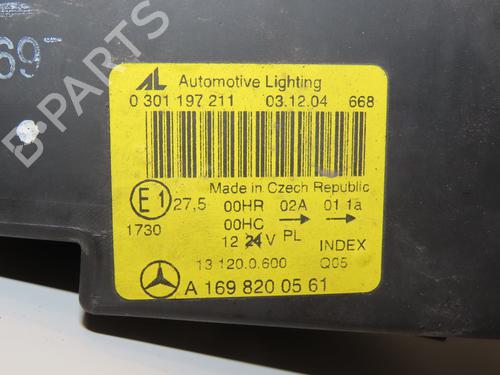 697
AL Automotive Lighting
0 301 197 211 03.12.04 668
Made in Czech Republic
E1 27,5 00HR 02A 01 1a
1730 00HC → →
12 24 V PL INDEX
13 120.0.600 Q05
A 169 820 05 61
B-Parts